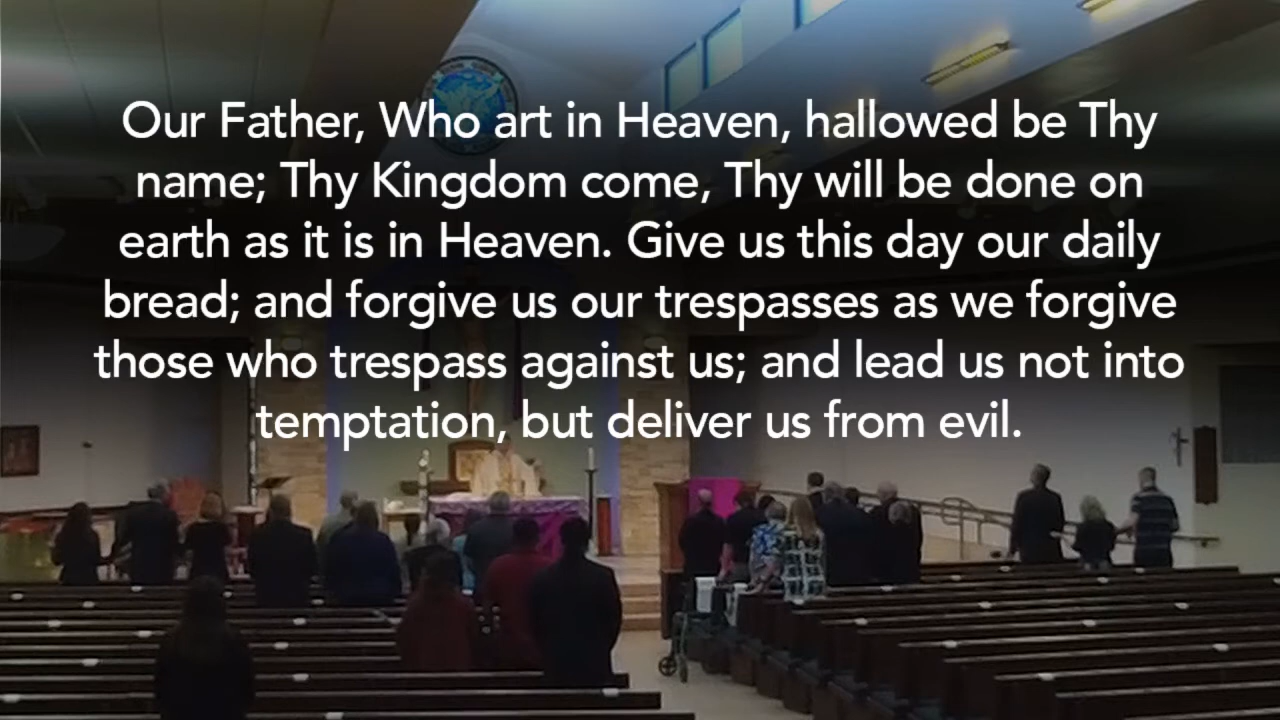 Our Father, Who art in Heaven, hallowed be Thy
name; Thy Kingdom come, Thy will be done on
earth as it is in Heaven. Give us this day our daily
bread; and forgive us our trespasses as we forgive
those who trespass against us; and lead us not into
temptation, but deliver us from evil.